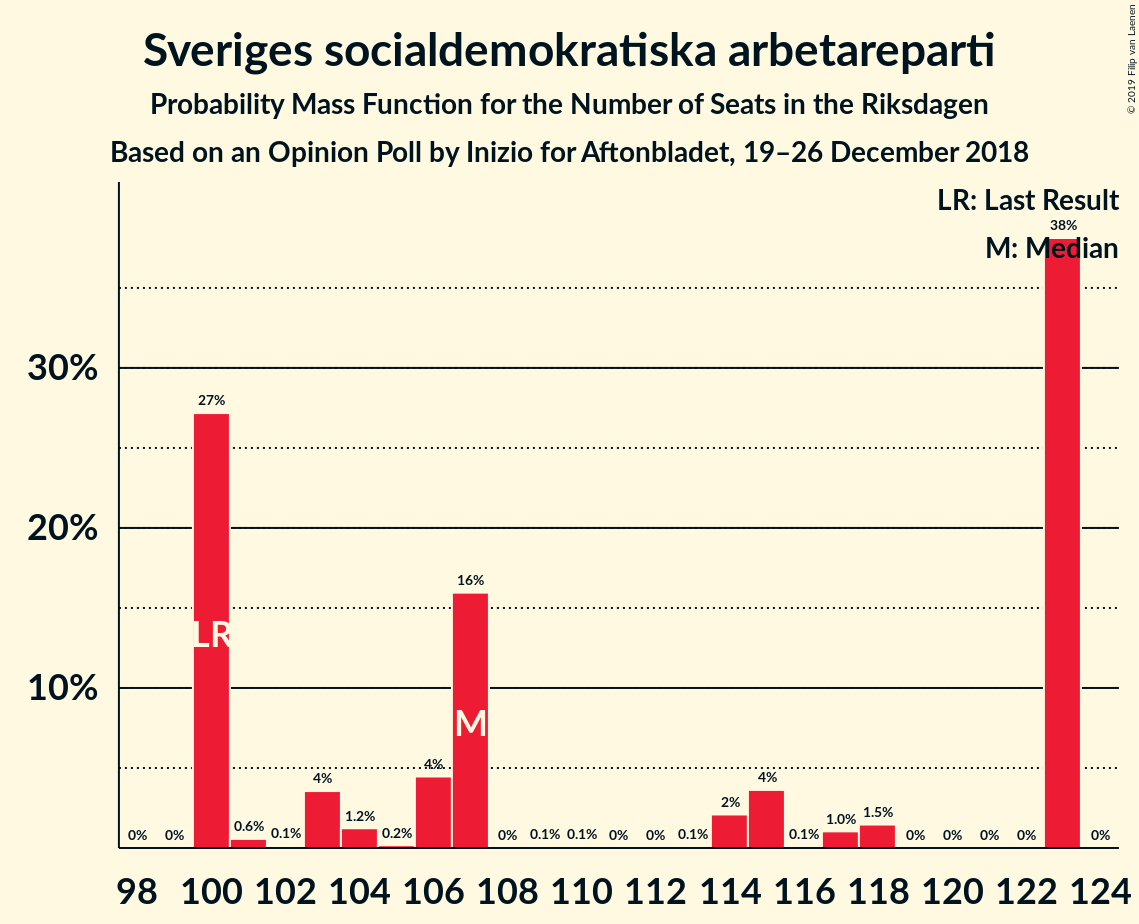 Sveriges socialdemokratiska arbetareparti
Probability Mass Function for the Number of Seats in the Riksdagen
Based on an Opinion Poll by Inizio for Aftonbladet, 19–26 December 2018
© 2019 Filip van Laenen
LR: Last Result
M: Median
38%
30%
27%
20%
16%
10%
LR
M
0% 0% 0.6% 0.1% 4% 1.2% 0.2% 4% 0% 0.1% 0.1% 0% 0% 0.1% 2% 4% 0.1% 1.0% 1.5% 0% 0% 0% 0% 0%
98 100 102 104 106 108 110 112 114 116 118 120 122 124